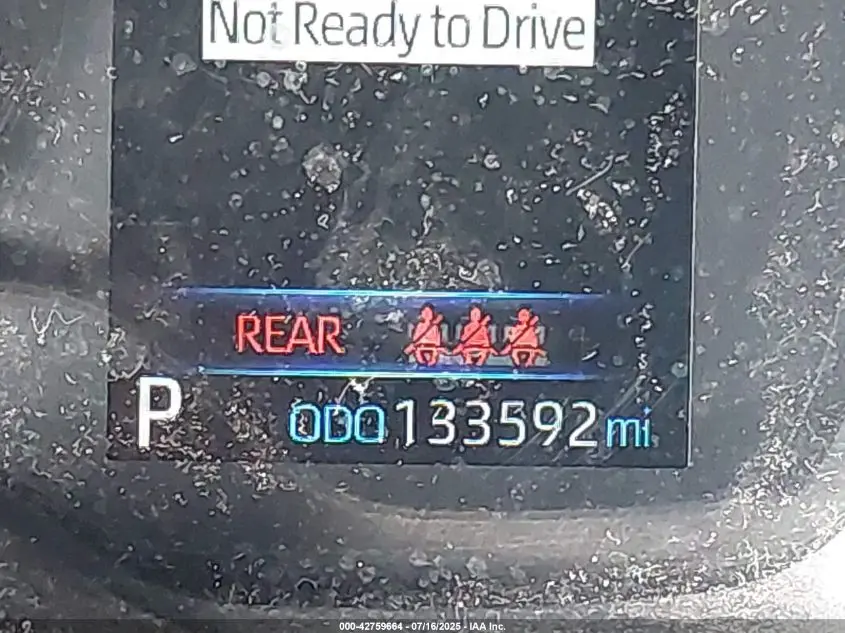 Not Ready to Drive
REAR
P ODO 133592 mi
000-42759664 - 07/16/2025 - IAA Inc.